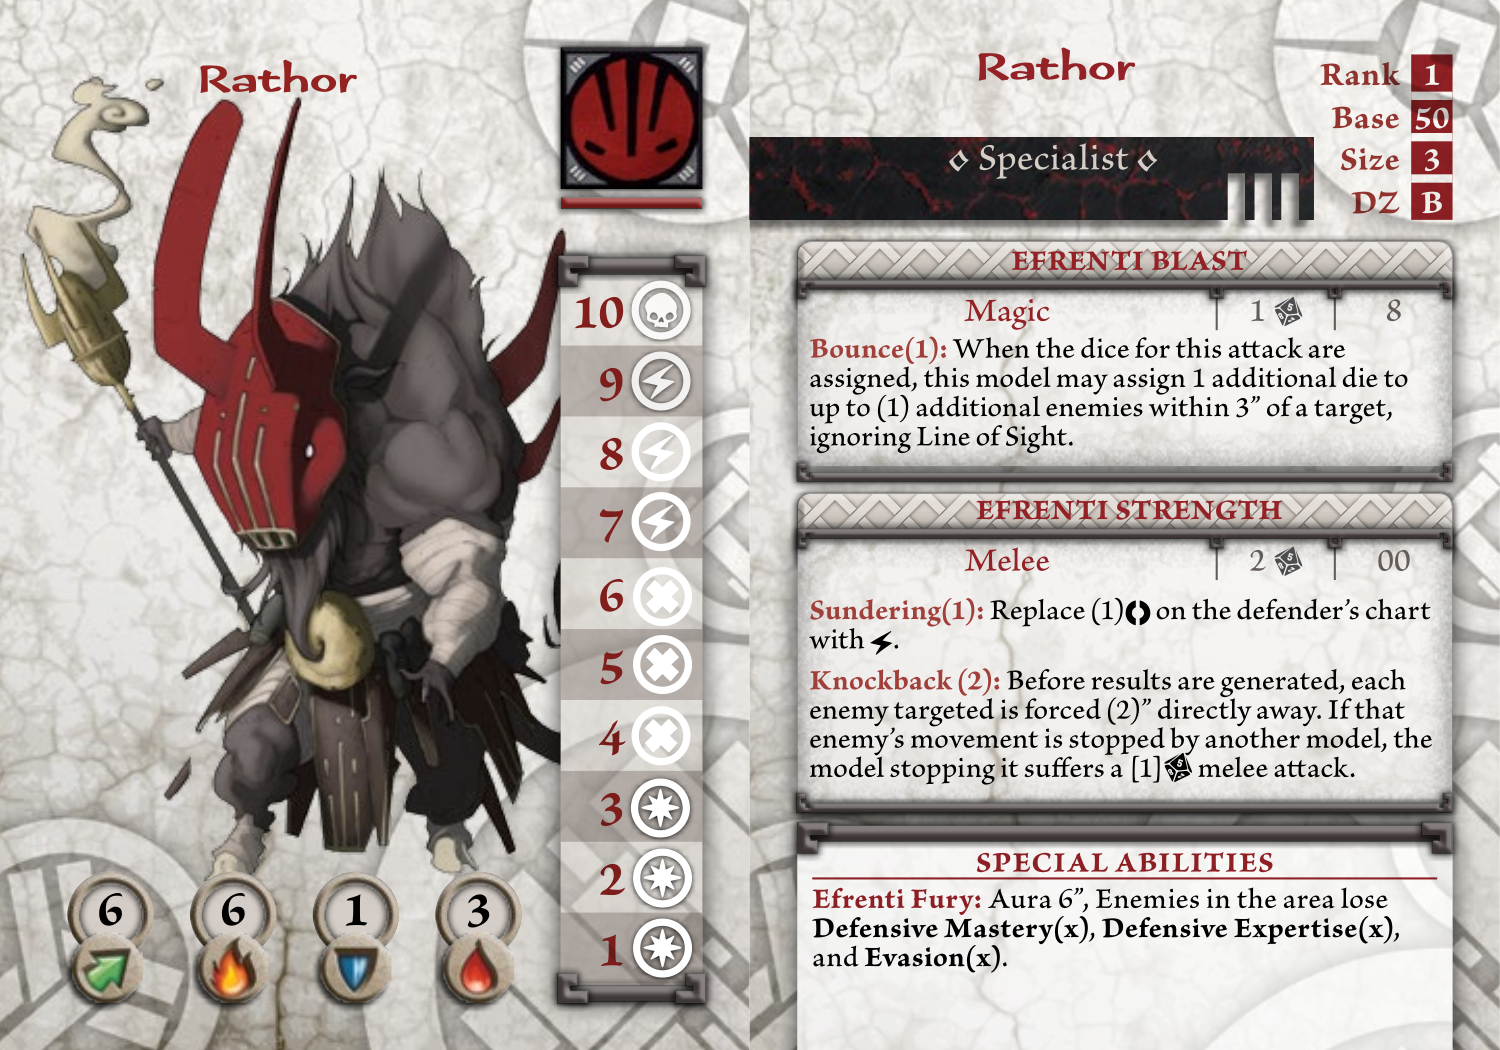 Rathor
10
9
8
7
6
5
4
3
2
1
6 6 1 3
Rathor
Rank 1
Base 50
Size 3
DZ B
Specialist
EFRENTI BLAST
Magic 1 8
Bounce(1): When the dice for this attack are
assigned, this model may assign 1 additional die to
up to (1) additional enemies within 3” of a target,
ignoring Line of Sight.
EFRENTI STRENGTH
Melee 2 00
Sundering(1): Replace (1) on the defender’s chart
with .
Knockback (2): Before results are generated, each
enemy targeted is forced (2)” directly away. If that
enemy’s movement is stopped by another model, the
model stopping it suffers a [1] melee attack.
SPECIAL ABILITIES
Efrenti Fury: Aura 6”, Enemies in the area lose
Defensive Mastery(x), Defensive Expertise(x),
and Evasion(x).